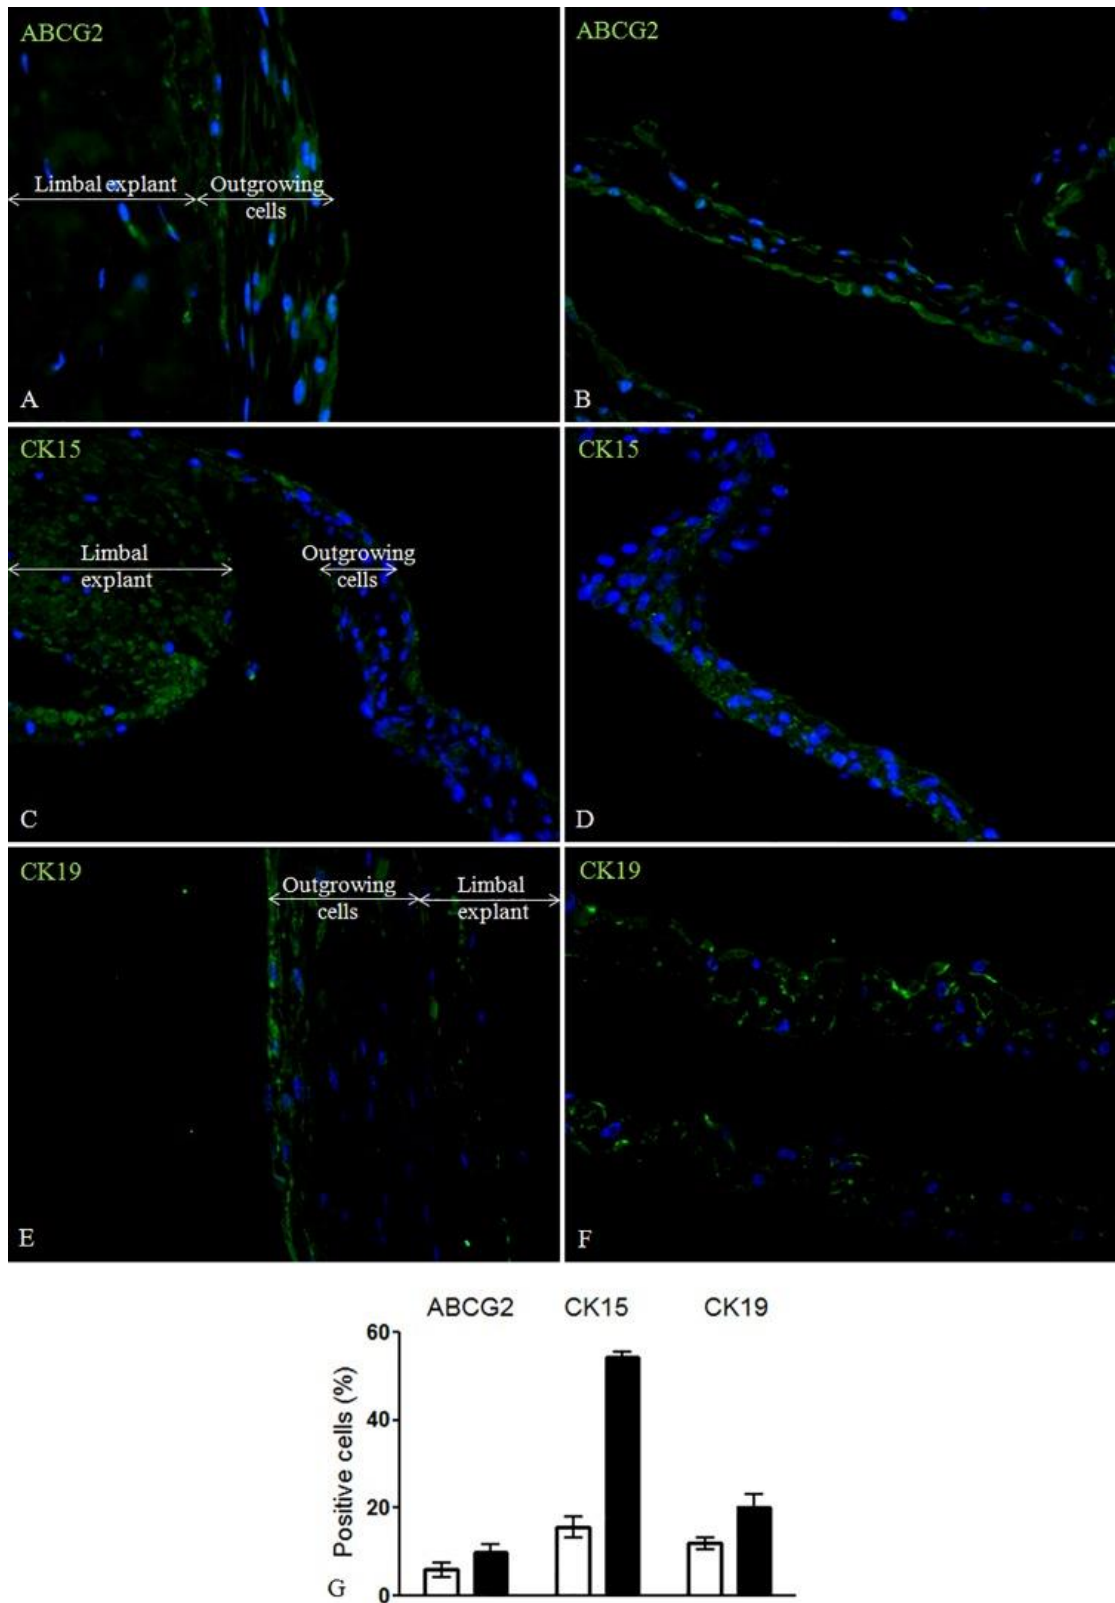 ABCG2
ABCG2
Limbal explant
Outgrowing
cells
A
B
CK15
CK15
Limbal
explant
Outgrowing
cells
C
D
CK19
CK19
Outgrowing
cells
Limbal
explant
E
F
ABCG2 CK15 CK19
60
40
20
0
Positive cells (%)
G